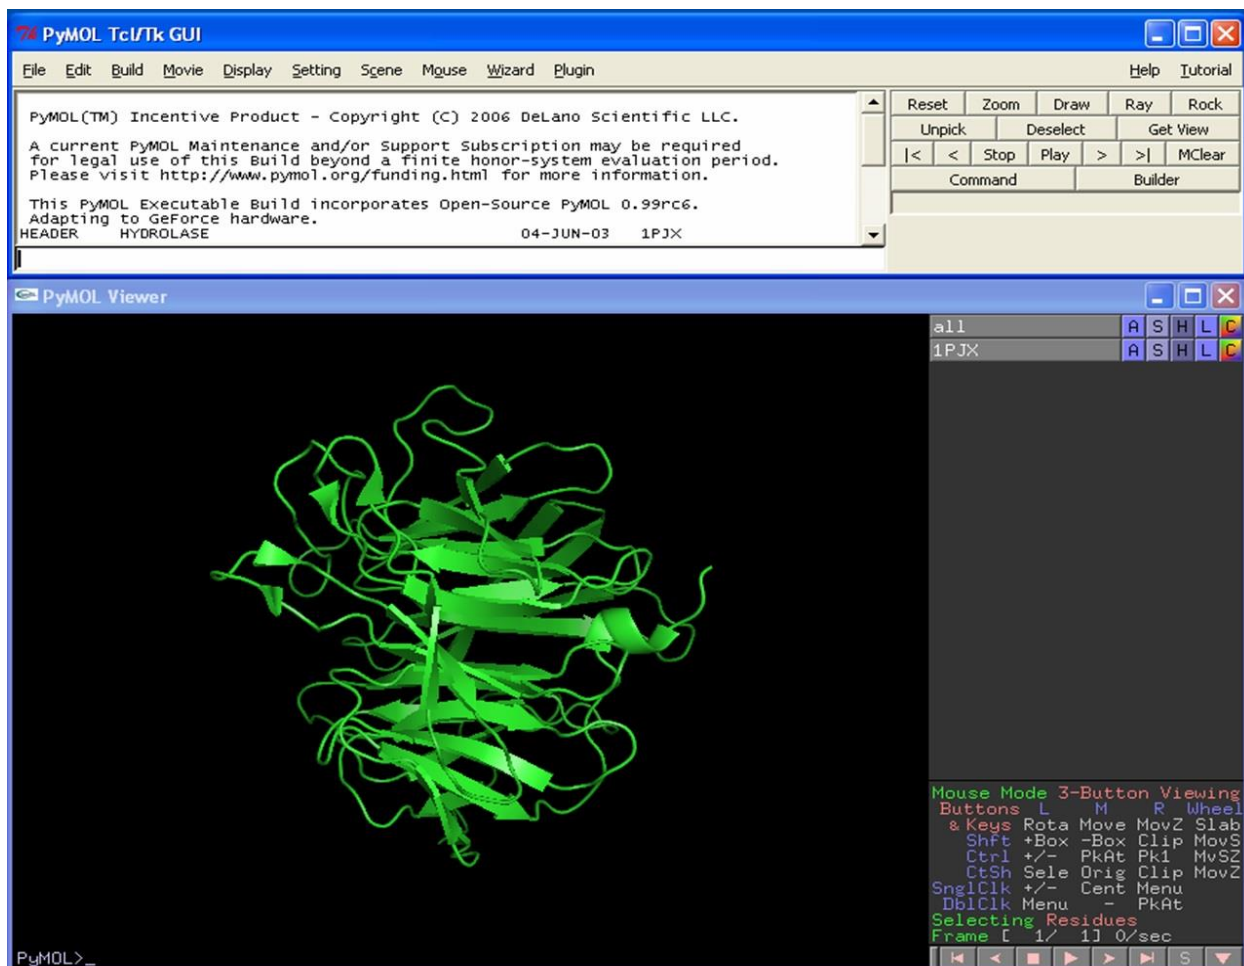 PyMOL Tcl/Tk GUI
File Edit Build Movie Display Setting Scene Mouse Wizard Plugin Help Tutorial
PyMOL(TM) Incentive Product - Copyright (C) 2006 DeLano Scientific LLC.
A current PyMOL Maintenance and/or Support Subscription may be required
for legal use of this Build beyond a finite honor-system evaluation period.
Please visit http://www.pymol.org/funding.html for more information.
This PyMOL Executable Build incorporates Open-Source PyMOL 0.99rc6.
Adapting to GeForce hardware.
HEADER HYDROLASE 04-JUN-03 1PJX
Reset Zoom Draw Ray Rock
Unpick Deselect Get View
|< < Stop Play > >| MClear
Command Builder
PyMOL Viewer
all A S H L C
1PJX A S H L C
Mouse Mode 3-Button Viewing
Buttons L M R Wheel
& Keys Rota Move MovZ Slab
Shft +Box -Box Clip MovS
Ctrl +/- PkAt Pk1 MvSZ
CtSh Sele Orig Clip MovZ
SnglClk +/- Cent Menu
DblClk Menu - PkAt
Selecting Residues
Frame [ 1/ 1] 0/sec
PyMOL>_
S